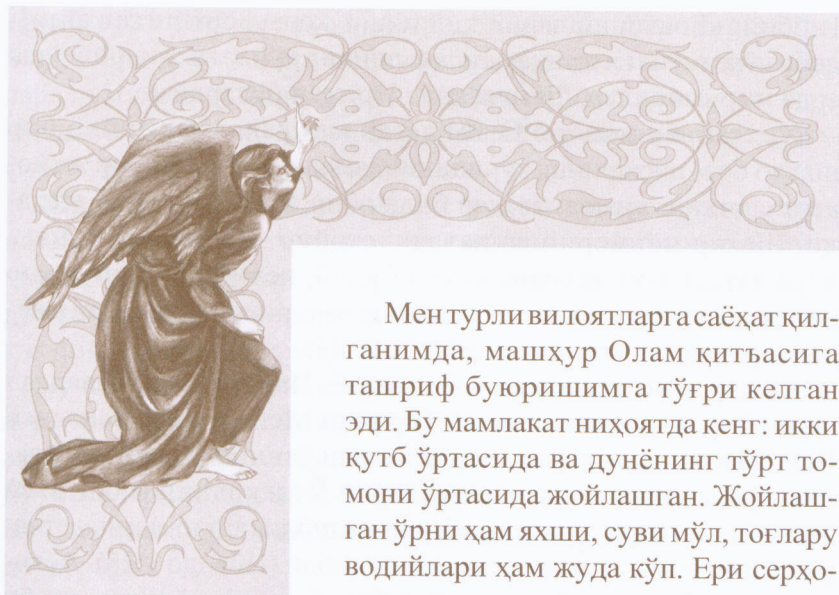 Мен турли вилоятларга саёҳат қил-
ганимда, машҳур Олам қитъасига
ташриф буюришимга тўғри келган
эди. Бу мамлакат ниҳоятда кенг: икки
қутб ўртасида ва дунёнинг тўрт то-
мони ўртасида жойлашган. Жойлаш-
ган ўрни ҳам яхши, суви мўл, тоғлару
водийлари ҳам жуда кўп. Ери серҳо-